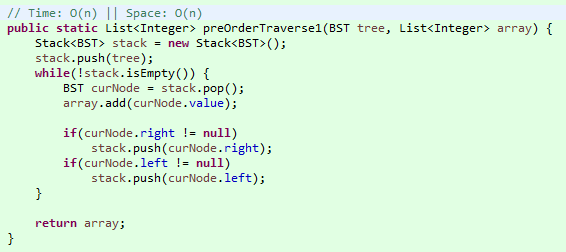 // Time: O(n) || Space: O(n)
public static List<Integer> preOrderTraverse1(BST tree, List<Integer> array) {
    Stack<BST> stack = new Stack<BST>();
    stack.push(tree);
    while(!stack.isEmpty()) {
        BST curNode = stack.pop();
        array.add(curNode.value);

        if(curNode.right != null)
            stack.push(curNode.right);
        if(curNode.left != null)
            stack.push(curNode.left);
    }

    return array;
}